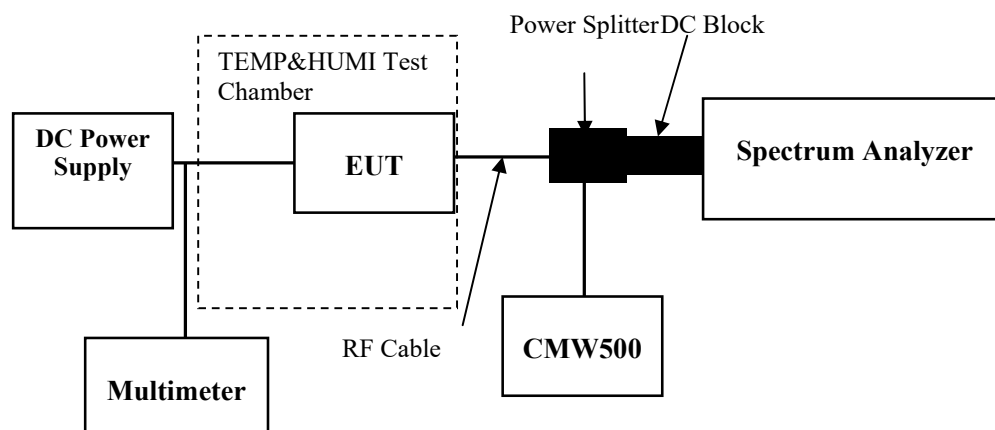 Power Splitter DC Block
TEMP&HUMI Test
Chamber
DC Power
Supply
EUT
Spectrum Analyzer
RF Cable
CMW500
Multimeter